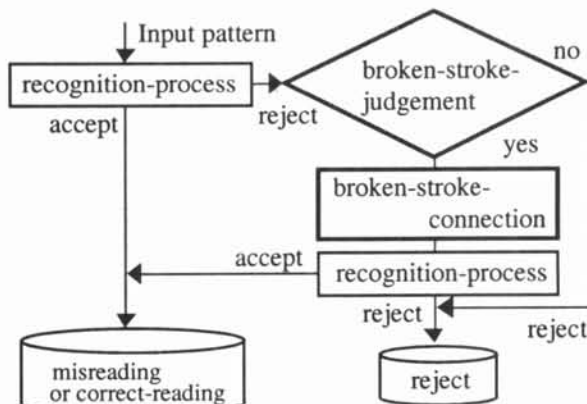 Input pattern
recognition-process
accept
reject
broken-stroke-
judgement
no
yes
broken-stroke-
connection
recognition-process
accept
reject
reject
misreading
or correct-reading
reject